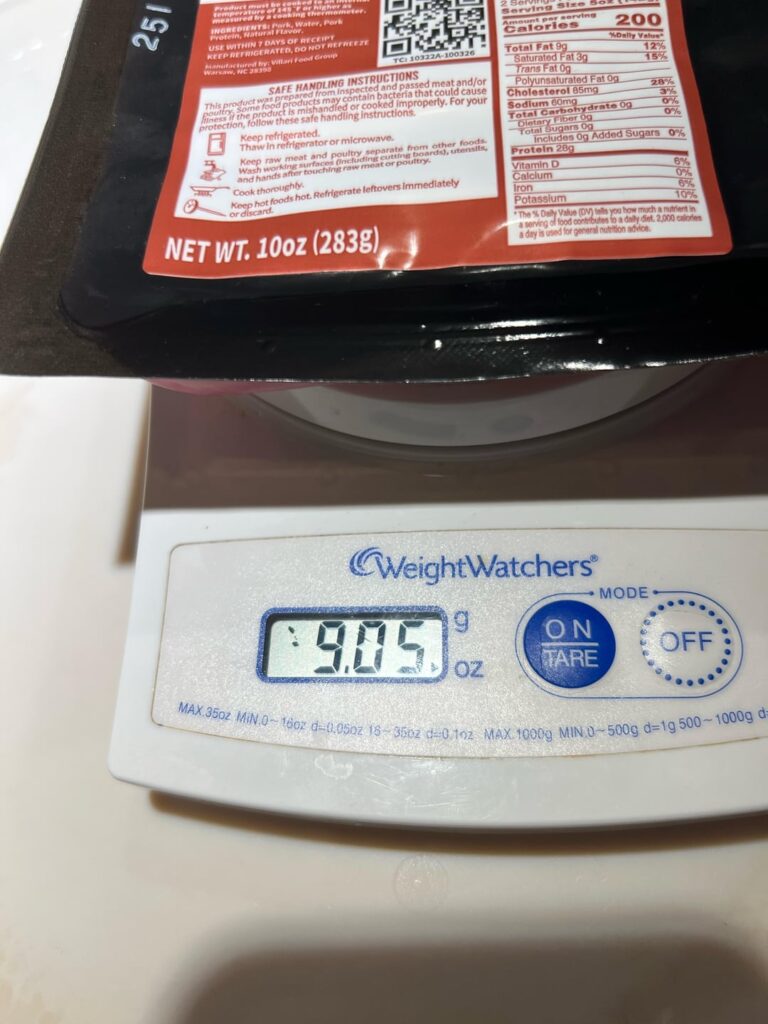 251
Product must be cooked to an internal
temperature of 145 °F or higher as
measured by a cooking thermometer.
INGREDIENTS: Pork, Water, Pork
Protein, Natural Flavor.
USE WITHIN 7 DAYS OF RECEIPT
KEEP REFRIGERATED, DO NOT REFREEZE
Manufactured by: Villari Food Group
Warsaw, NC 28398
TC: 10322A-100326
2 Servings
Serving Size 5oz
Amount per serving
Calories 200
%Daily Value*
Total Fat 9g 12%
Saturated Fat 3g 15%
Trans Fat 0g
Polyunsaturated Fat 0g
Cholesterol 85mg 28%
Sodium 60mg 3%
Total Carbohydrate 0g 0%
Dietary Fiber 0g 0%
Total Sugars 0g
Includes 0g Added Sugars 0%
Protein 28g
Vitamin D 6%
Calcium 0%
Iron 6%
Potassium 10%
*The % Daily Value (DV) tells you how much a nutrient in
a serving of food contributes to a daily diet. 2,000 calories
a day is used for general nutrition advice.
SAFE HANDLING INSTRUCTIONS
This product was prepared from inspected and passed meat and/or
poultry. Some food products may contain bacteria that could cause
illness if the product is mishandled or cooked improperly. For your
protection, follow these safe handling instructions.
Keep refrigerated.
Thaw in refrigerator or microwave.
Keep raw meat and poultry separate from other foods.
Wash working surfaces (including cutting boards), utensils,
and hands after touching raw meat or poultry.
Cook thoroughly.
Keep hot foods hot. Refrigerate leftovers immediately
or discard.
NET WT. 10oz (283g)
WeightWatchers®
9.05
g
oz
MODE
ON
TARE
OFF
MAX.35oz MIN.0~16oz d=0.05oz 16~35oz d=0.1oz MAX.1000g MIN.0~500g d=1g 500~1000g d=